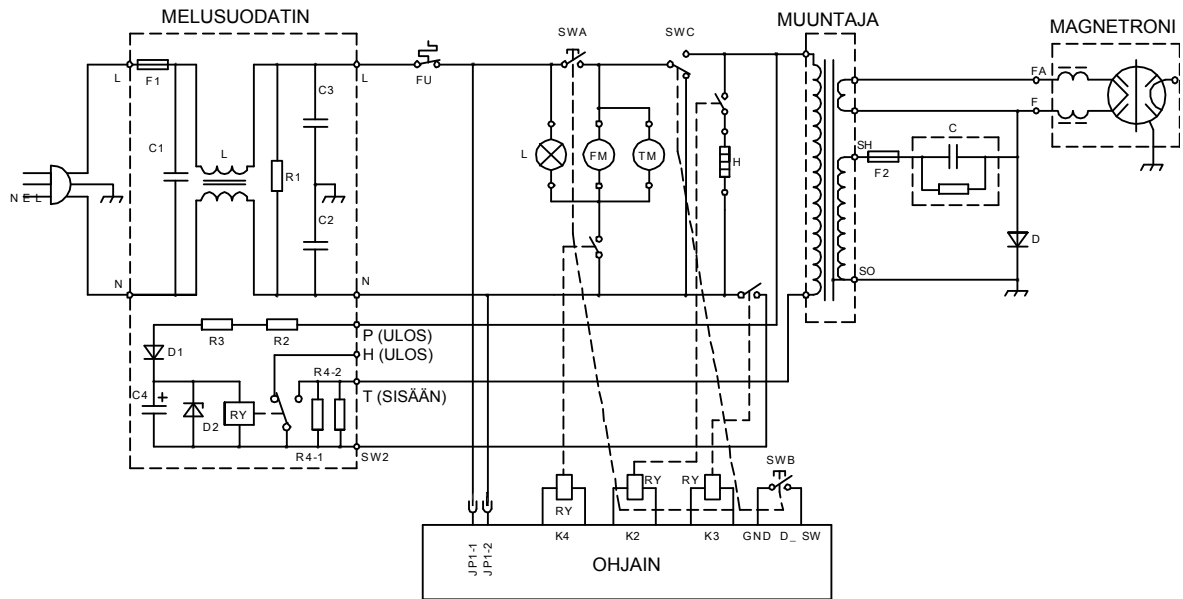 MELUSUODATIN
MUUNTAJA
MAGNETRONI
SWA
SWC
L
F1
L
FU
C3
C1
L
R1
L
FM
TM
H
FA
F
C
SH
F2
N E L
C2
D
N
N
SO
R3
R2
P (ULOS)
D1
H (ULOS)
R4-2
T (SISÄÄN)
C4
+
D2
RY
R4-1
SW2
SWB
RY
RY
RY
JP1-1
JP1-2
K4
K2
K3
GND
D_ SW
OHJAIN